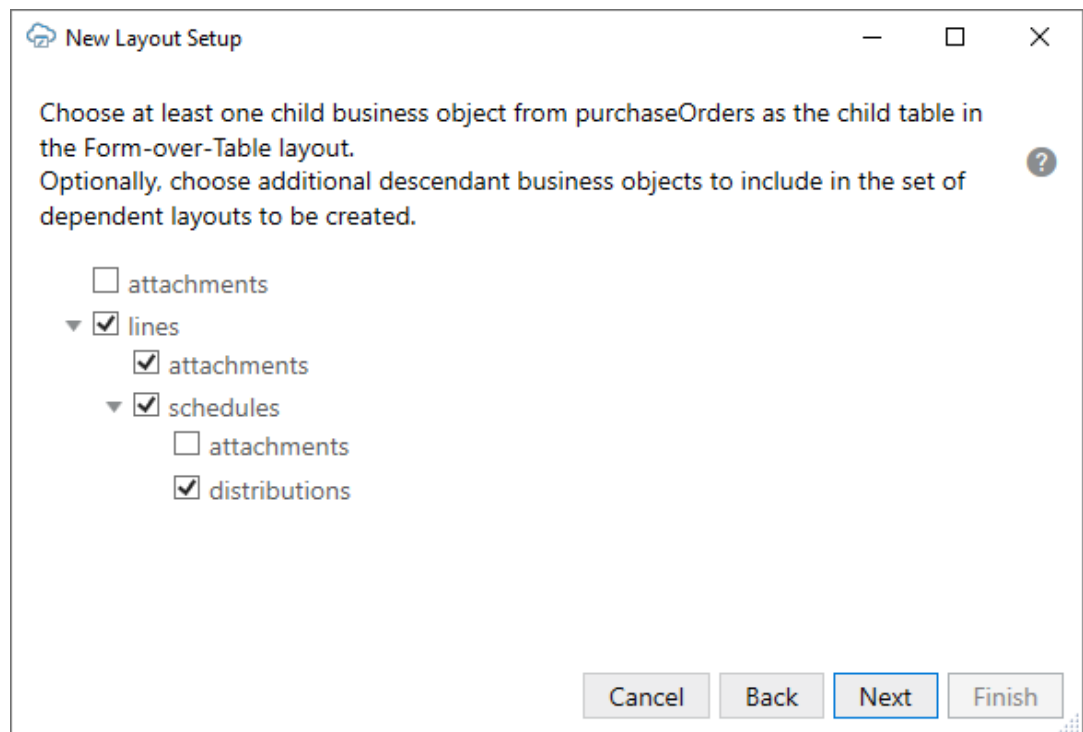 New Layout Setup
Choose at least one child business object from purchaseOrders as the child table in
the Form-over-Table layout.
Optionally, choose additional descendant business objects to include in the set of
dependent layouts to be created.
attachments
lines
attachments
schedules
attachments
distributions
Cancel Back Next Finish